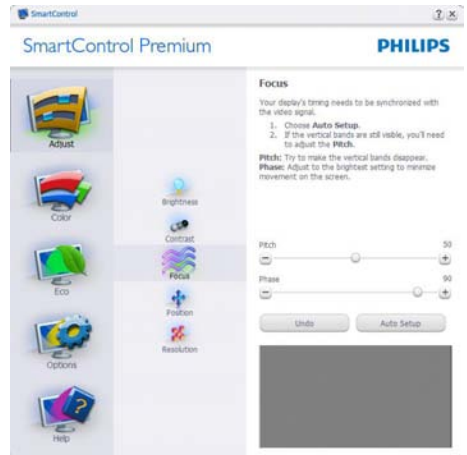 SmartControl
? X
SmartControl Premium
PHILIPS
Adjust
Color
Eco
Options
Help
Brightness
Contrast
Focus
Position
Resolution
Focus
Your display's timing needs to be synchronized with
the video signal.
1. Choose Auto Setup.
2. If the vertical bands are still visible, you'll need
to adjust the Pitch.
Pitch: Try to make the vertical bands disappear.
Phase: Adjust to the brightest setting to minimize
movement on the screen.
Pitch 50
Phase 90
Undo Auto Setup